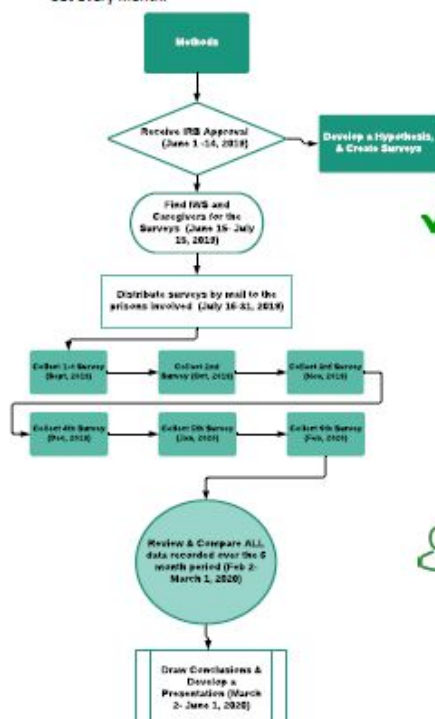 Methods
Receive IRB Approval
(June 1 -14, 2019)
Develop a Hypothesis,
& Create Surveys
Find IWS and
Caregivers for the
Surveys (June 15- July
15, 2019)
Distribute surveys by mail to the
prisons involved (July 16-31, 2019)
Collect 1st Survey
(Sept, 2019)
Collect 2nd
Survey (Oct, 2019)
Collect 3rd Survey
(Nov, 2019)
Collect 4th Survey
(Dec, 2019)
Collect 5th Survey
(Jan, 2020)
Collect 6th Survey
(Feb, 2020)
Review & Compare ALL
data recorded over the 6
month period (Feb 2-
March 1, 2020)
Draw Conclusions &
Develop a
Presentation (March
2- June 1, 2020)